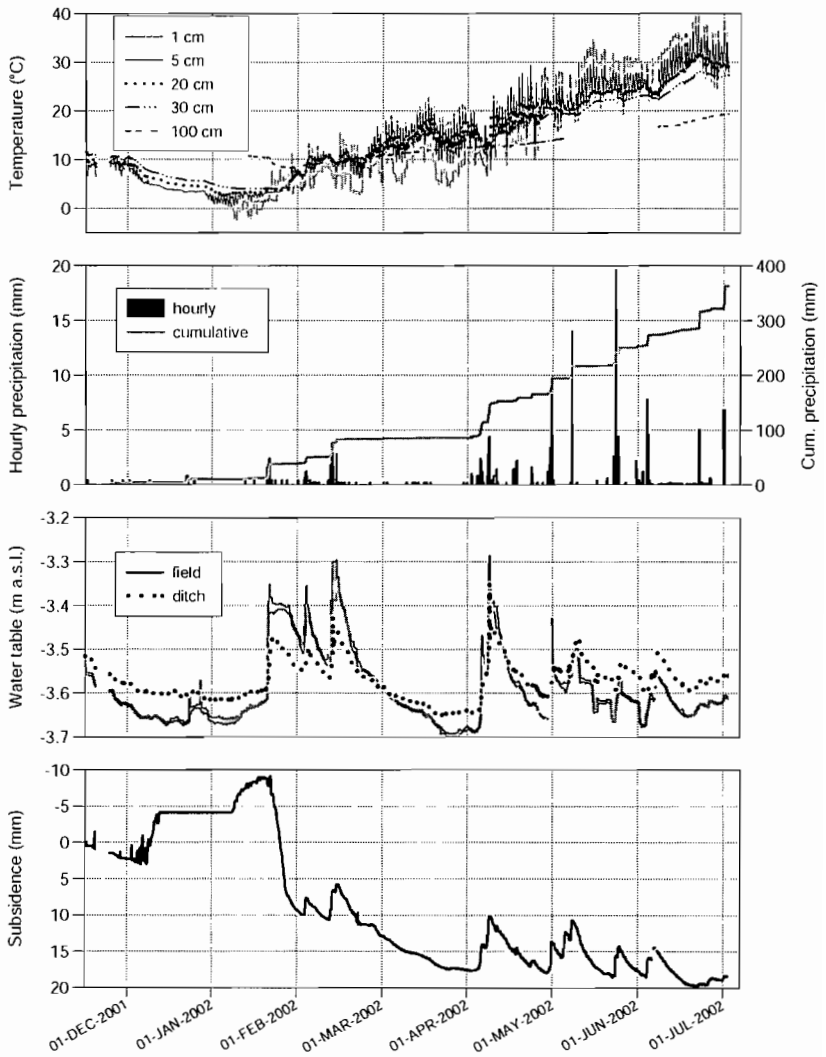 40
30
20
10
0
Temperature (°C)
1 cm
5 cm
20 cm
30 cm
100 cm
20
15
10
5
0
Hourly precipitation (mm)
hourly
cumulative
400
300
200
100
0
Cum. precipitation (mm)
-3.2
-3.3
-3.4
-3.5
-3.6
-3.7
Water table (m a.s.l.)
field
ditch
-10
-5
0
5
10
15
20
Subsidence (mm)
01-DEC-2001
01-JAN-2002
01-FEB-2002
01-MAR-2002
01-APR-2002
01-MAY-2002
01-JUN-2002
01-JUL-2002